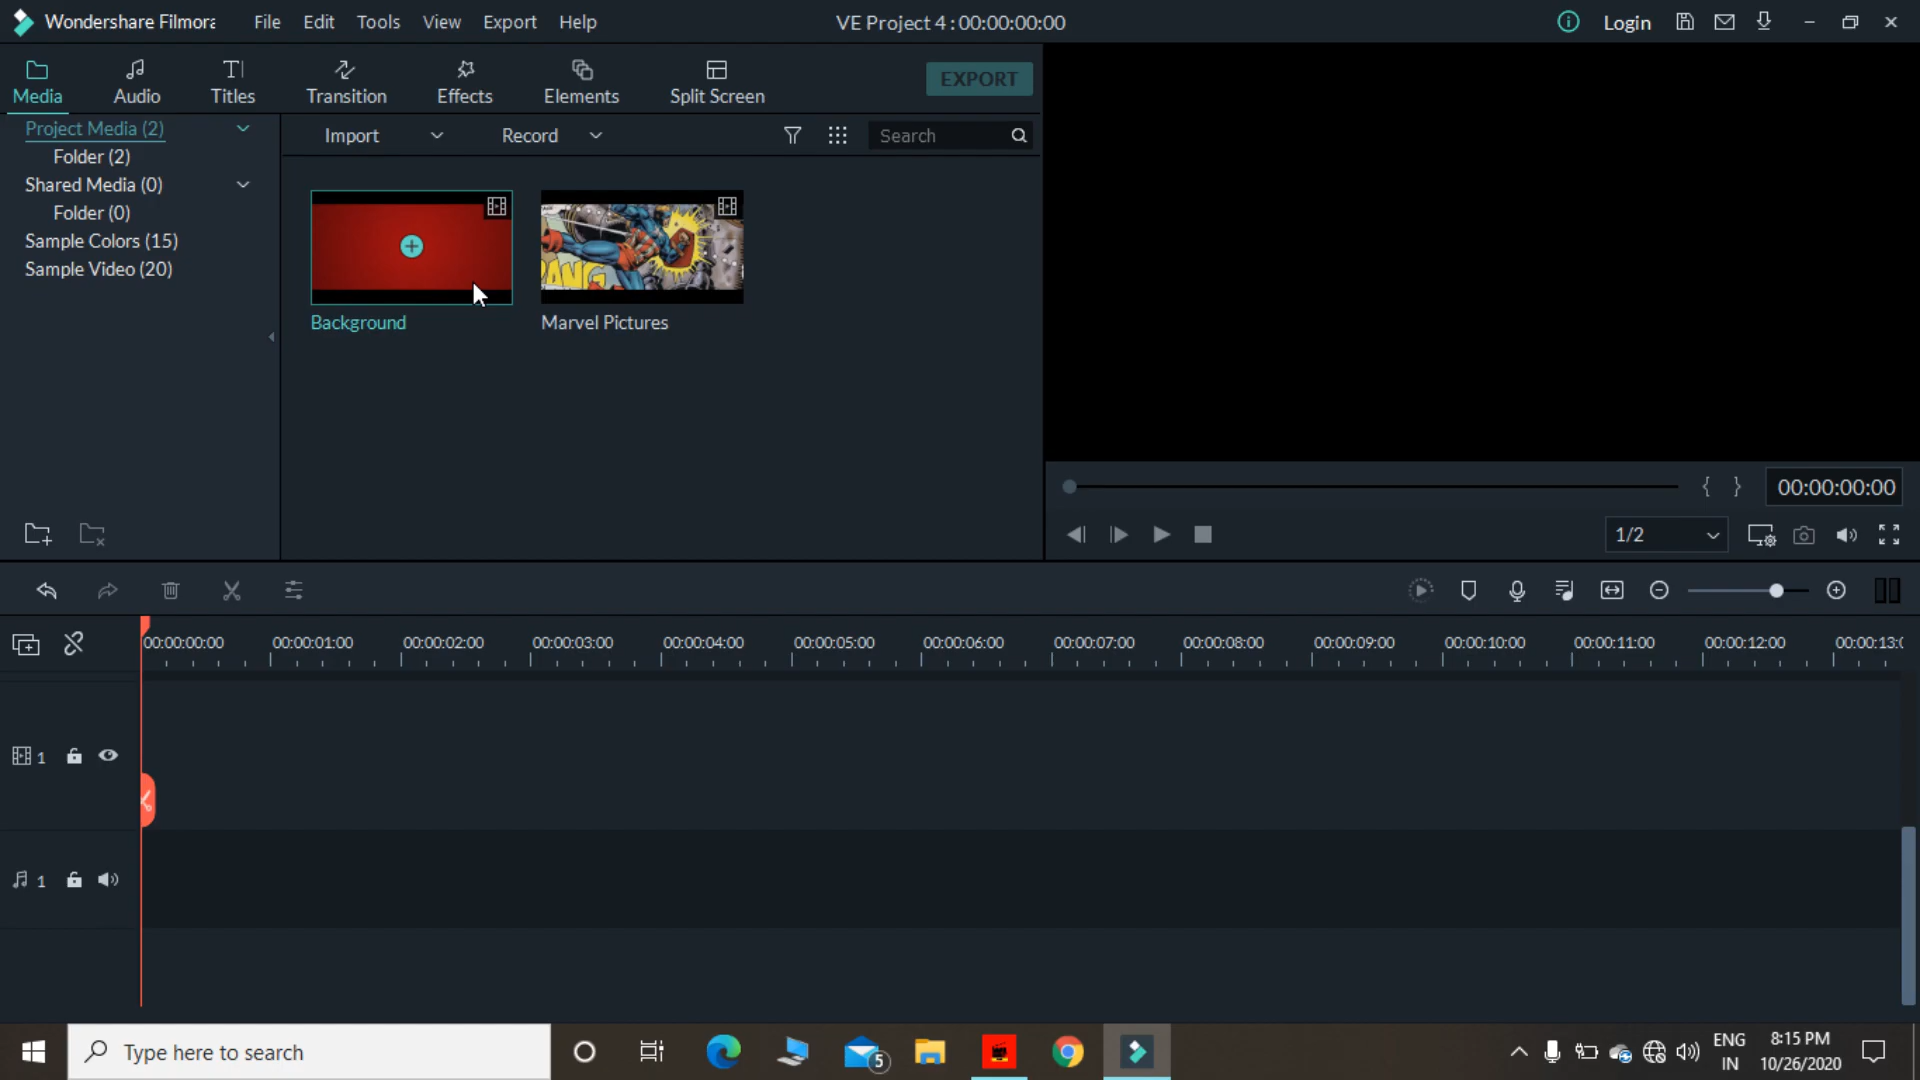 Wondershare Filmora File Edit Tools View Export Help VE Project 4 : 00:00:00:00 Login
Media Audio Titles Transition Effects Elements Split Screen EXPORT
Project Media (2)
Folder (2)
Shared Media (0)
Folder (0)
Sample Colors (15)
Sample Video (20)
Import Record Search
BANG
Background Marvel Pictures
00:00:00:00
1/2
00:00:00:00 00:00:01:00 00:00:02:00 00:00:03:00 00:00:04:00 00:00:05:00 00:00:06:00 00:00:07:00 00:00:08:00 00:00:09:00 00:00:10:00 00:00:11:00 00:00:12:00 00:00:13:0
1
1
Type here to search
5
ENG
IN
8:15 PM
10/26/2020